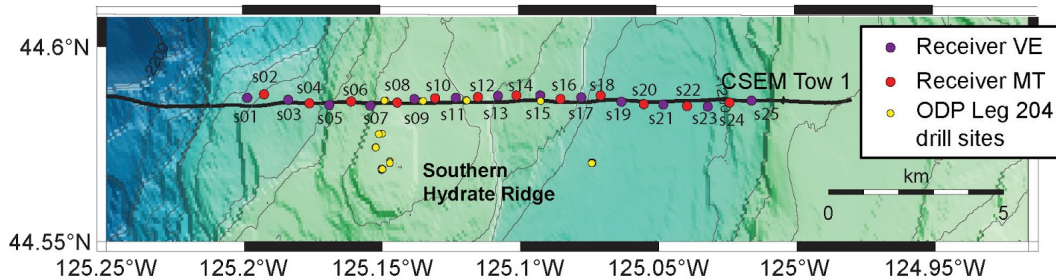 44.6°N
44.55°N
125.25°W
125.2°W
125.15°W
125.1°W
125.05°W
125°W
124.95°W
2200
s02
s04
s06
s08
s10
s12
s14
s16
s18
s20
s22
CSEM Tow 1
s01
s03
s05
s07
s09
s11
s13
s15
s17
s19
s21
s23
s24
s25
Southern
Hydrate Ridge
Receiver VE
Receiver MT
ODP Leg 204
drill sites
km
0
5